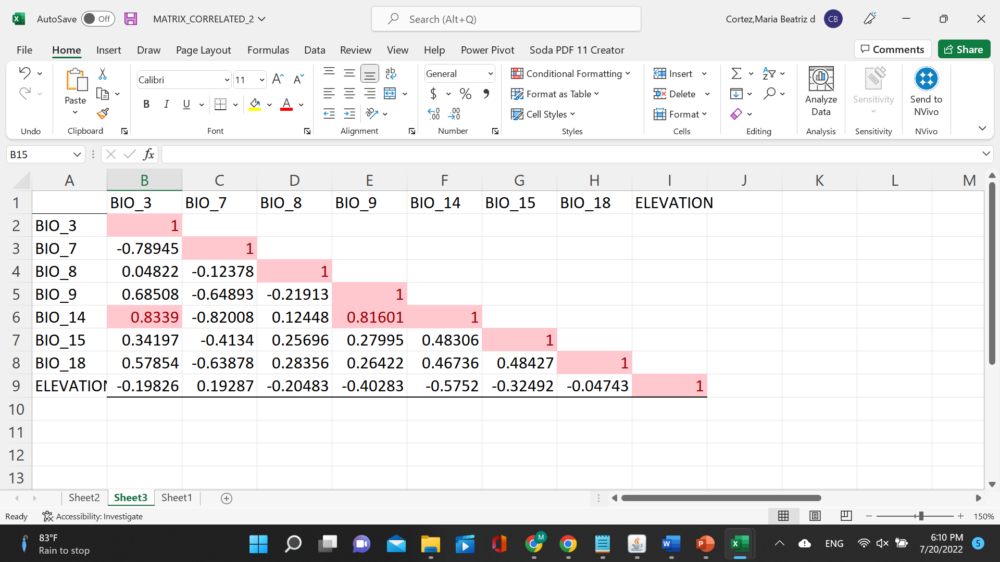 AutoSave Off MATRIX_CORRELATED_2 Search (Alt+Q) Cortez,Maria Beatriz d CB
File Home Insert Draw Page Layout Formulas Data Review View Help Power Pivot Soda PDF 11 Creator Comments Share
Calibri 11 ab General Conditional Formatting Insert
Paste $ % Format as Table Delete Analyze Data Sensitivity Send to NVivo
B I U A Cell Styles Format
Undo Clipboard Font Alignment Number Styles Cells Editing Analysis Sensitivity NVivo
B15 fx
A B C D E F G H I J K L M
1 BIO_3 BIO_7 BIO_8 BIO_9 BIO_14 BIO_15 BIO_18 ELEVATION
2 BIO_3 1
3 BIO_7 -0.78945 1
4 BIO_8 0.04822 -0.12378 1
5 BIO_9 0.68508 -0.64893 -0.21913 1
6 BIO_14 0.8339 -0.82008 0.12448 0.81601 1
7 BIO_15 0.34197 -0.4134 0.25696 0.27995 0.48306 1
8 BIO_18 0.57854 -0.63878 0.28356 0.26422 0.46736 0.48427 1
9 ELEVATION -0.19826 0.19287 -0.20483 -0.40283 -0.5752 -0.32492 -0.04743 1
10
11
12
13
Sheet2 Sheet3 Sheet1
Ready Accessibility: Investigate 150%
83°F
Rain to stop
M W P X ENG
6:10 PM
7/20/2022 5